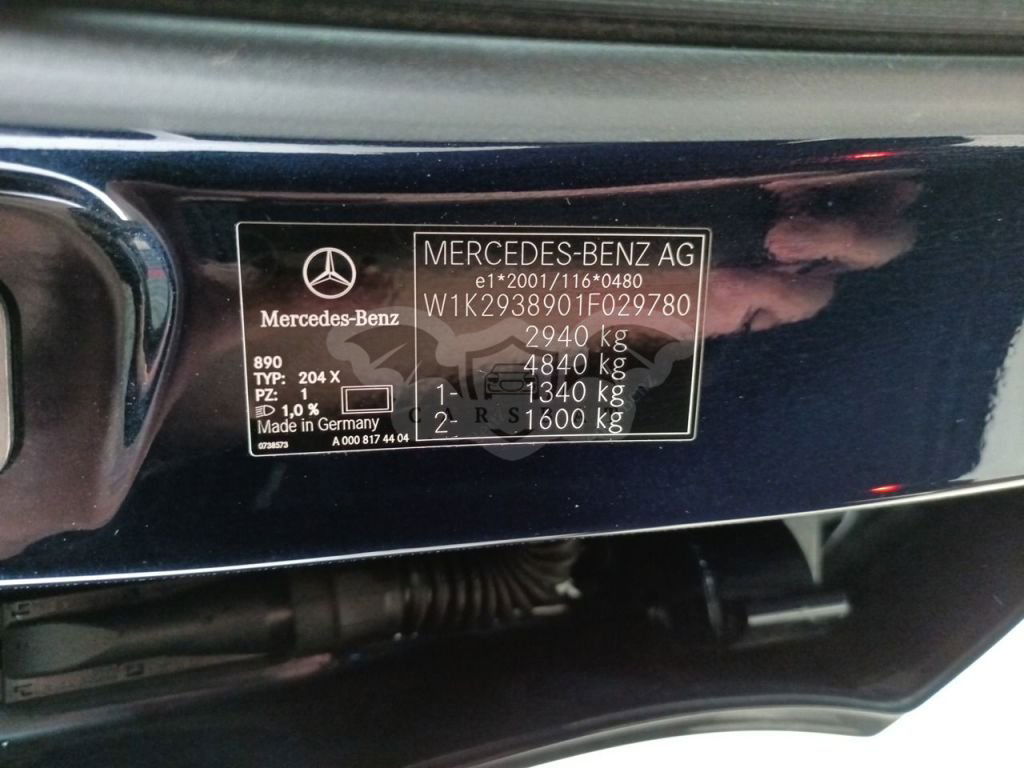 Mercedes-Benz
890
TYP: 204 X
PZ: 1
1,0 %
Made in Germany
0738573 A 000 817 44 04
MERCEDES-BENZ AG
e1*2001/116*0480
W1K2938901F029780
2940 kg
4840 kg
1- 1340 kg
2- 1600 kg